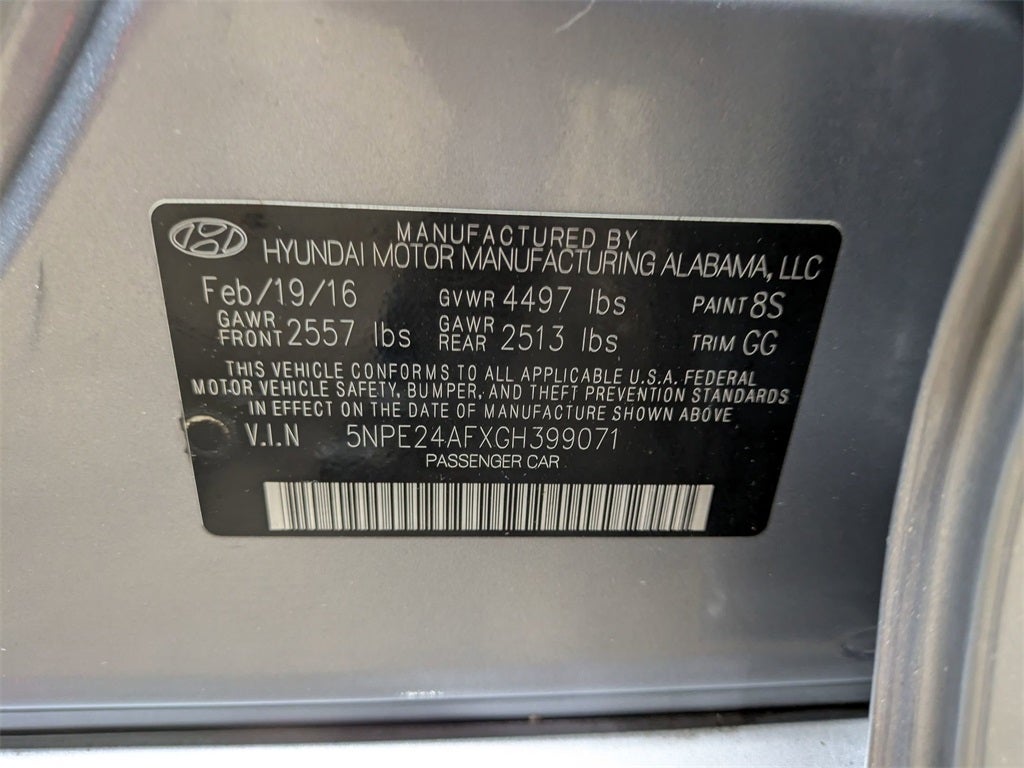 MANUFACTURED BY
HYUNDAI MOTOR MANUFACTURING ALABAMA, LLC
Feb/19/16 GVWR 4497 lbs PAINT 8S
GAWR FRONT 2557 lbs GAWR REAR 2513 lbs TRIM GG
THIS VEHICLE CONFORMS TO ALL APPLICABLE U.S.A. FEDERAL
MOTOR VEHICLE SAFETY, BUMPER, AND THEFT PREVENTION STANDARDS
IN EFFECT ON THE DATE OF MANUFACTURE SHOWN ABOVE
V.I.N 5NPE24AFXGH399071
PASSENGER CAR